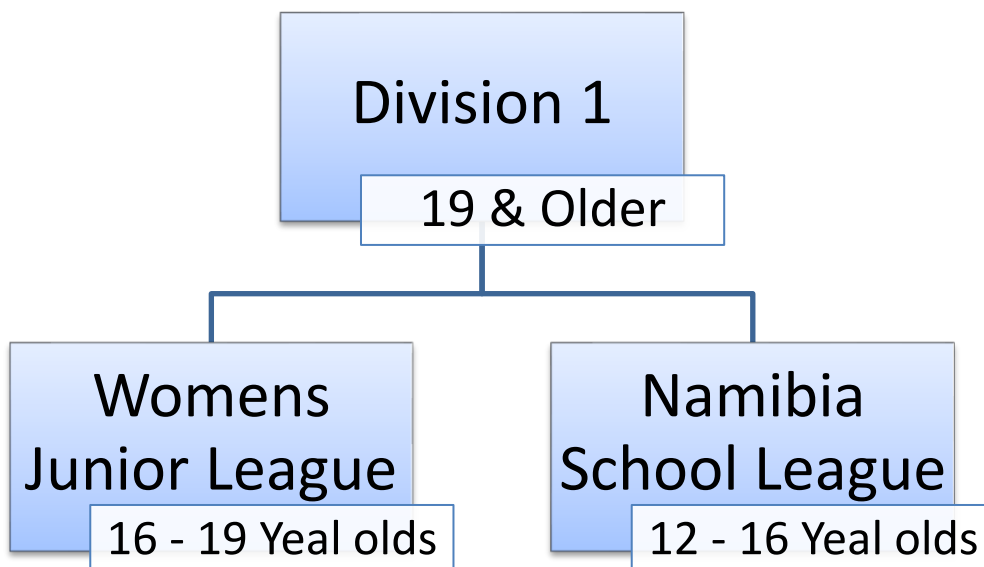 Division 1
19 & Older
Womens
Junior League
16 - 19 Yeal olds
Namibia
School League
12 - 16 Yeal olds